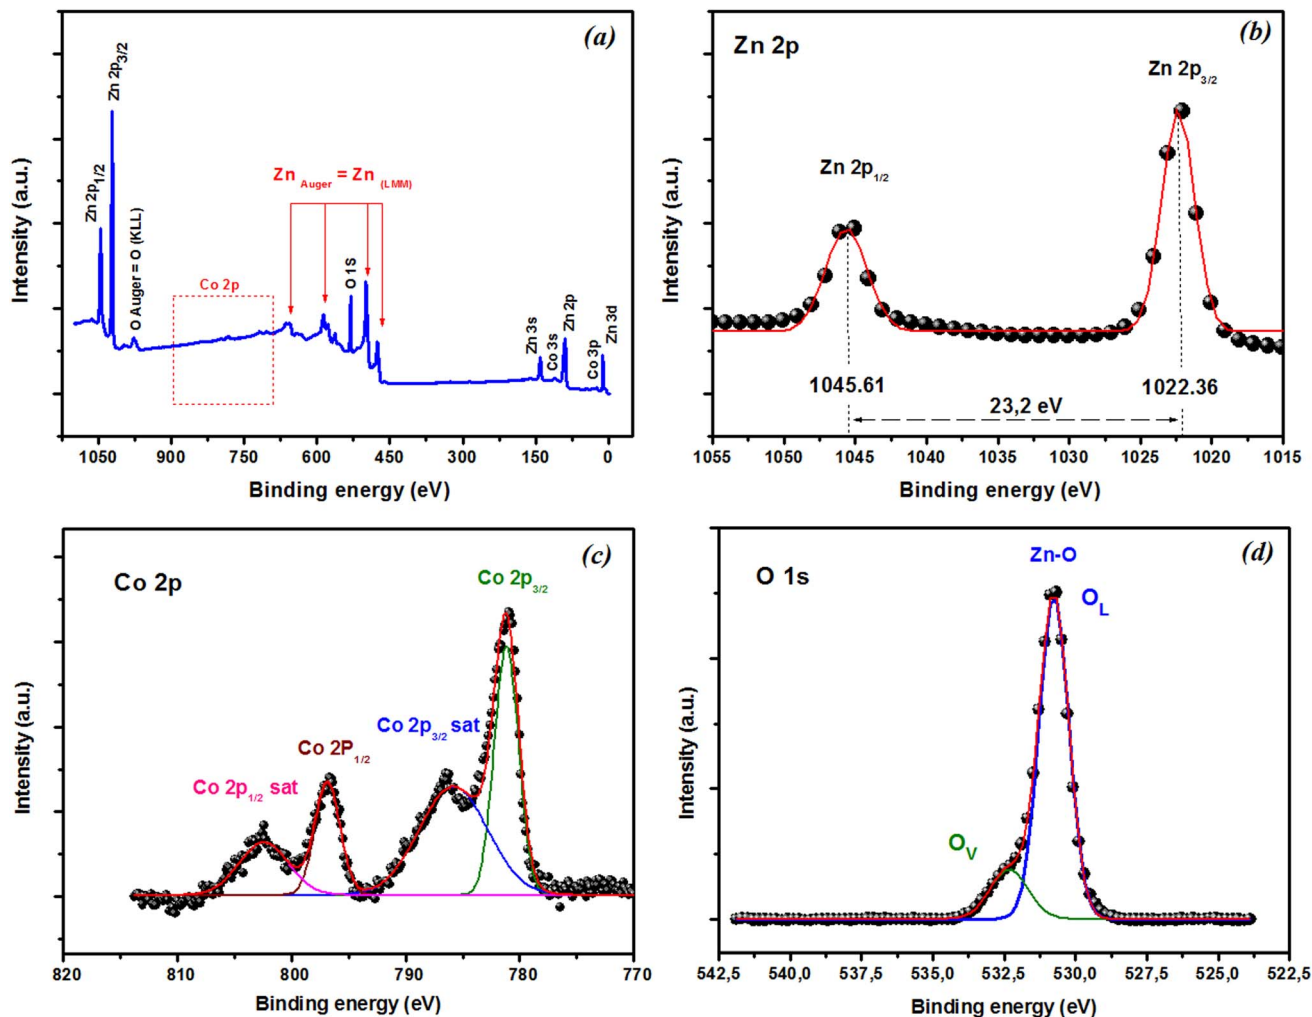 (a)
Zn 2p3/2
Zn 2p1/2
O Auger = O (KLL)
Zn Auger = Zn (LMM)
Co 2p
O 1S
Zn 3s
Co 3s
Zn 2p
Co 3p
Zn 3d
Intensity (a.u.)
1050 900 750 600 450 300 150 0
Binding energy (eV)
(b)
Zn 2p
Zn 2p3/2
Zn 2p1/2
1045.61
1022.36
23,2 eV
Intensity (a.u.)
1055 1050 1045 1040 1035 1030 1025 1020 1015
Binding energy (eV)
(c)
Co 2p
Co 2p3/2
Co 2p3/2 sat
Co 2P1/2
Co 2p1/2 sat
Intensity (a.u.)
820 810 800 790 780 770
Binding energy (eV)
(d)
O 1s
Zn-O
OL
OV
Intensity (a.u.)
542,5 540,0 537,5 535,0 532,5 530,0 527,5 525,0 522,5
Binding energy (eV)